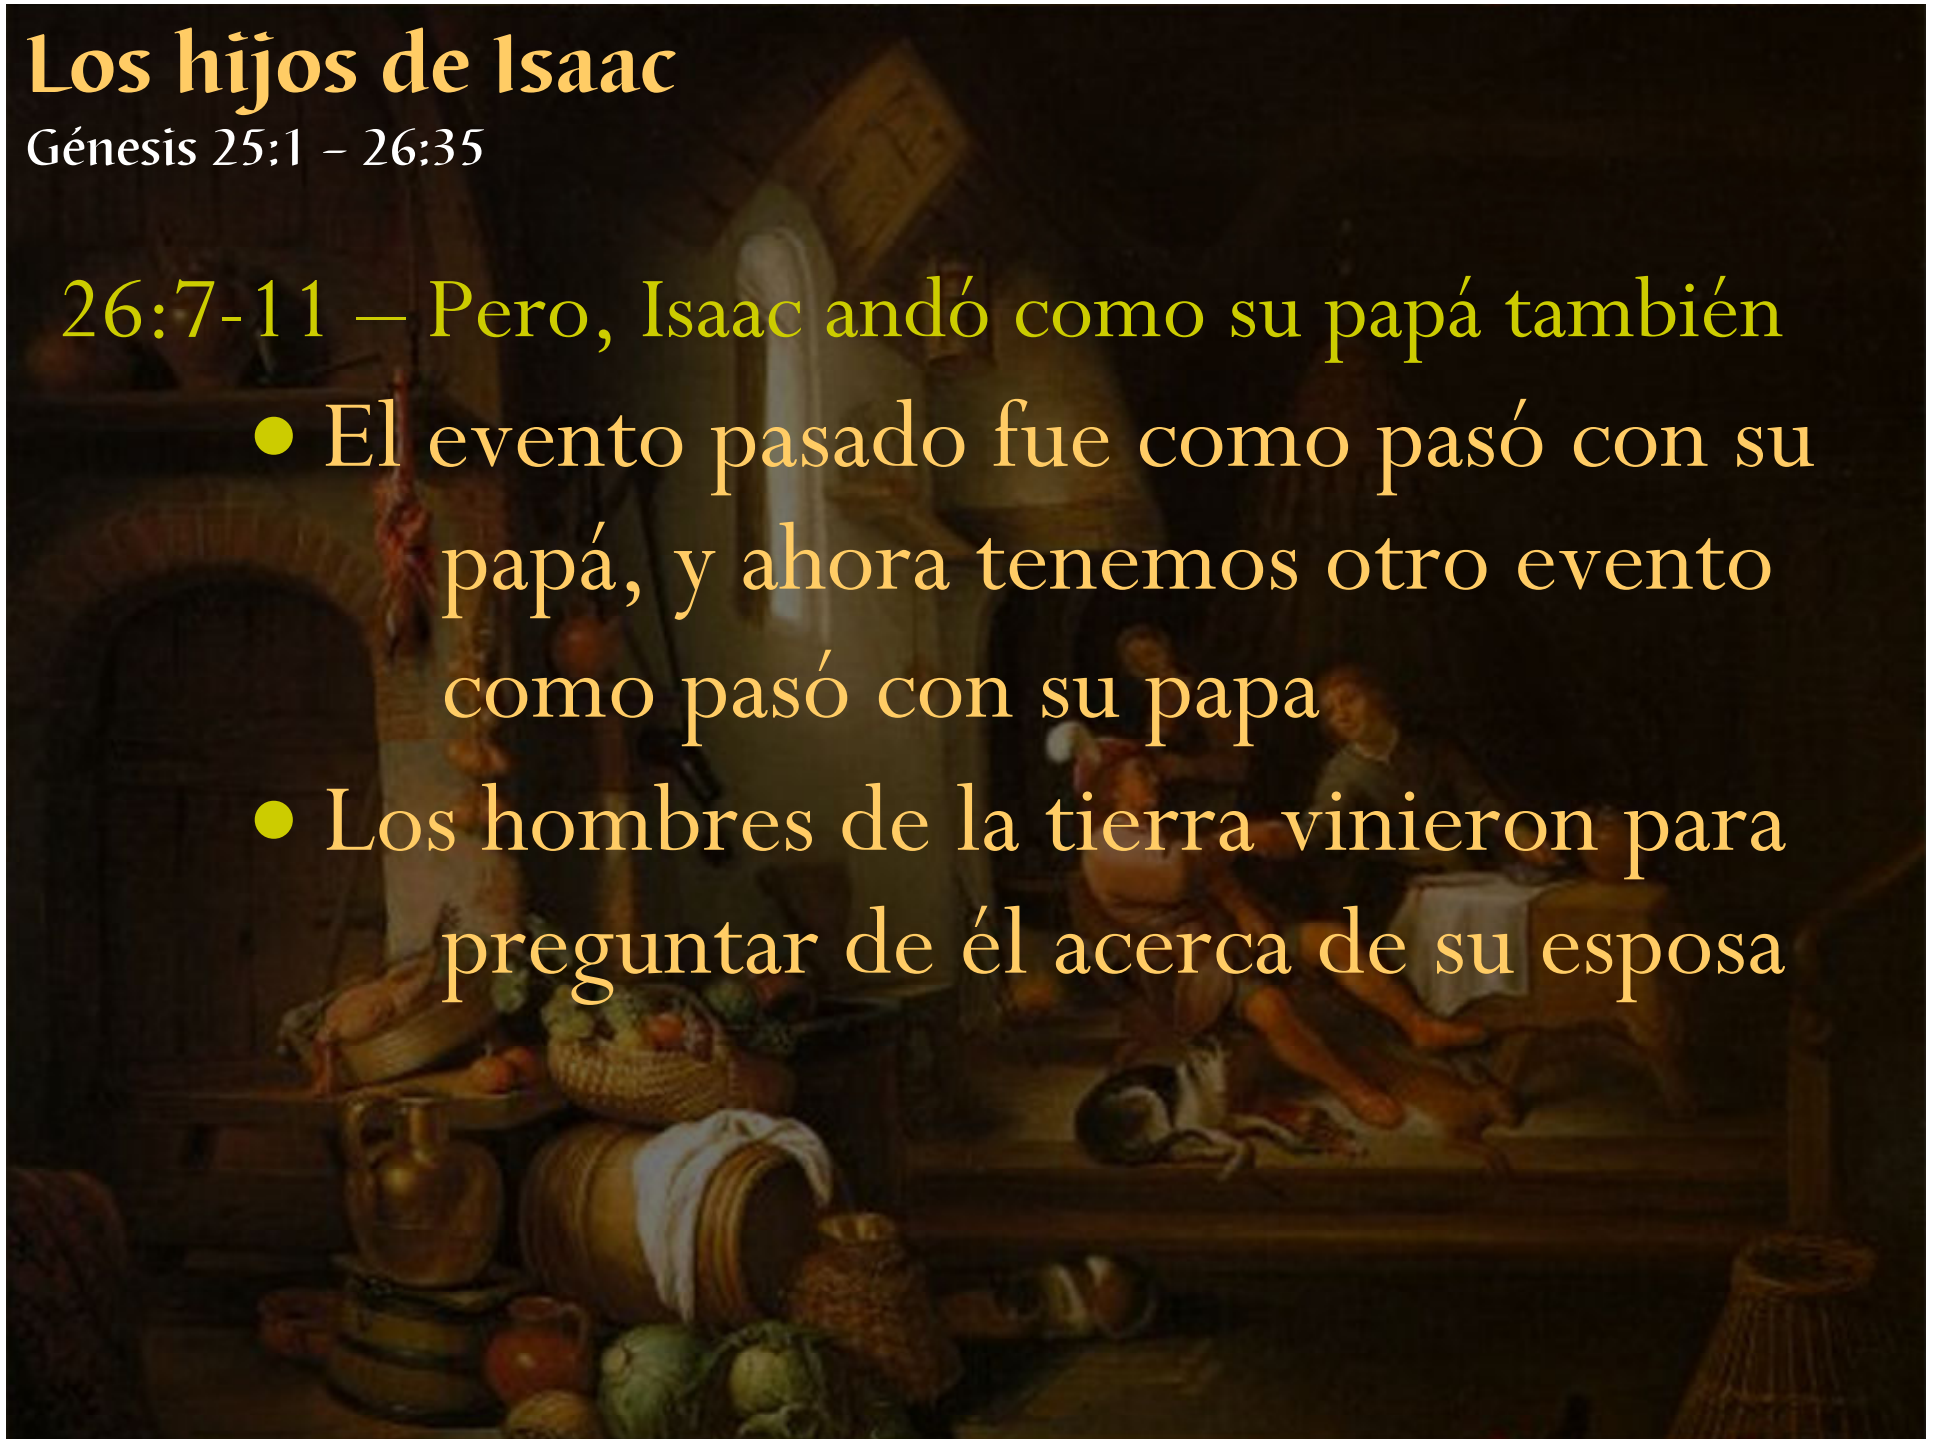 Los hijos de Isaac
Génesis 25:1 – 26:35
26:7-11 – Pero, Isaac andó como su papá también
• El evento pasado fue como pasó con su
papá, y ahora tenemos otro evento
como pasó con su papa
• Los hombres de la tierra vinieron para
preguntar de él acerca de su esposa